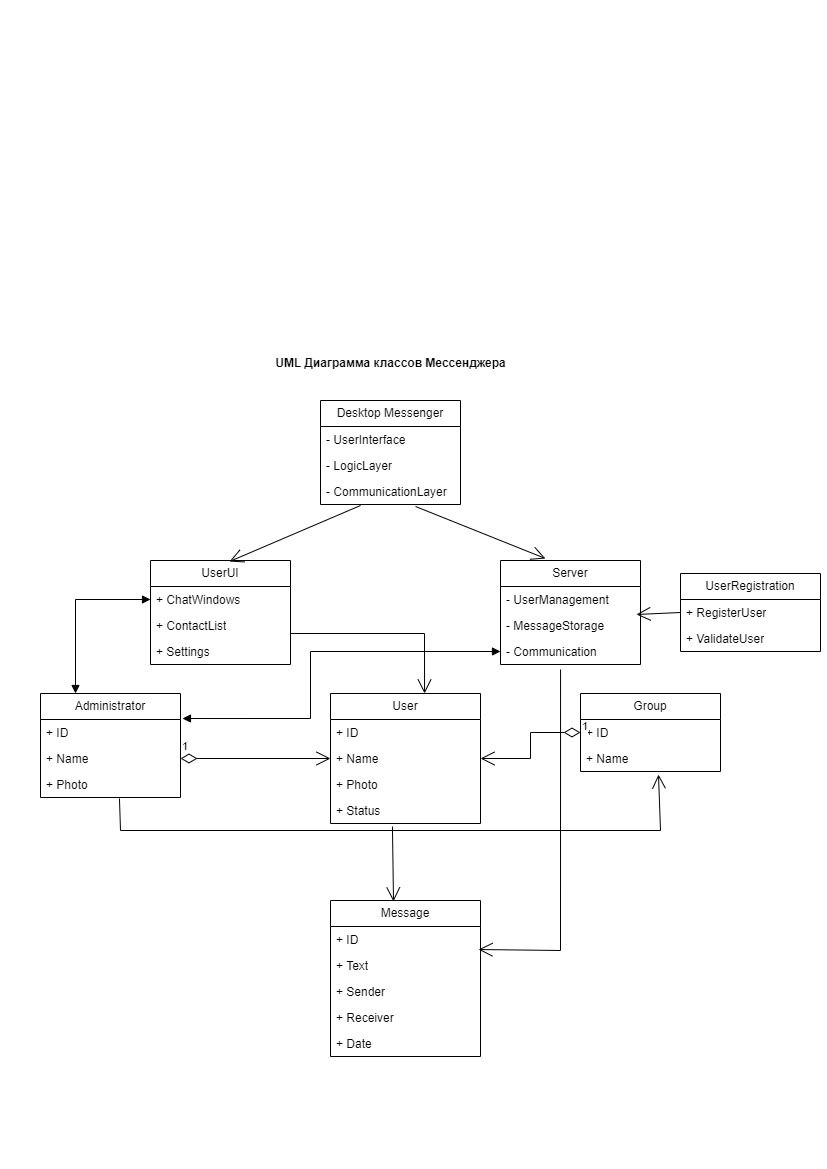 UML Диаграмма классов Мессенджера
Desktop Messenger
- UserInterface
- LogicLayer
- CommunicationLayer
UserUI
+ ChatWindows
+ ContactList
+ Settings
Server
- UserManagement
- MessageStorage
- Communication
UserRegistration
+ RegisterUser
+ ValidateUser
Administrator
+ ID
+ Name
+ Photo
1
User
+ ID
+ Name
+ Photo
+ Status
Group
1
+ ID
+ Name
Message
+ ID
+ Text
+ Sender
+ Receiver
+ Date